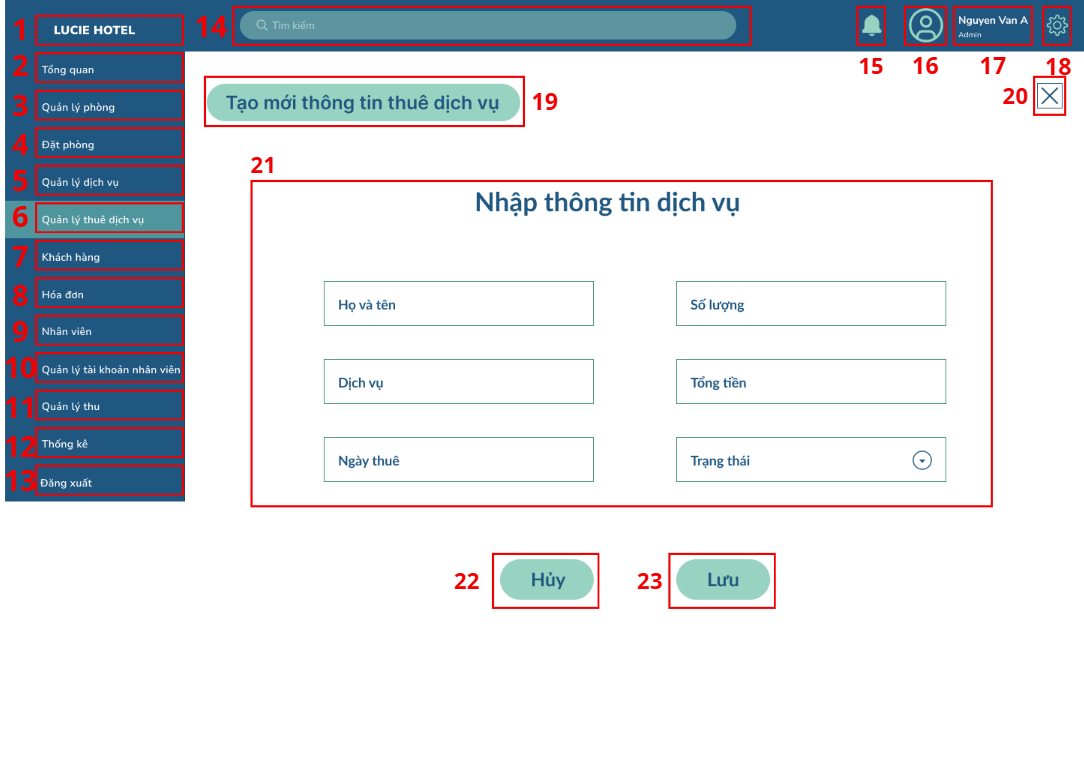 1 LUCIE HOTEL
14 Tìm kiếm
Nguyen Van A
Admin
15 16 17 18
2 Tổng quan
3 Quản lý phòng
4 Đặt phòng
5 Quản lý dịch vụ
6 Quản lý thuê dịch vụ
7 Khách hàng
8 Hóa đơn
9 Nhân viên
10 Quản lý tài khoản nhân viên
11 Quản lý thu
12 Thống kê
13 Đăng xuất
Tạo mới thông tin thuê dịch vụ 19
20
21
Nhập thông tin dịch vụ
Họ và tên
Số lượng
Dịch vụ
Tổng tiền
Ngày thuê
Trạng thái
22 Hủy
23 Lưu